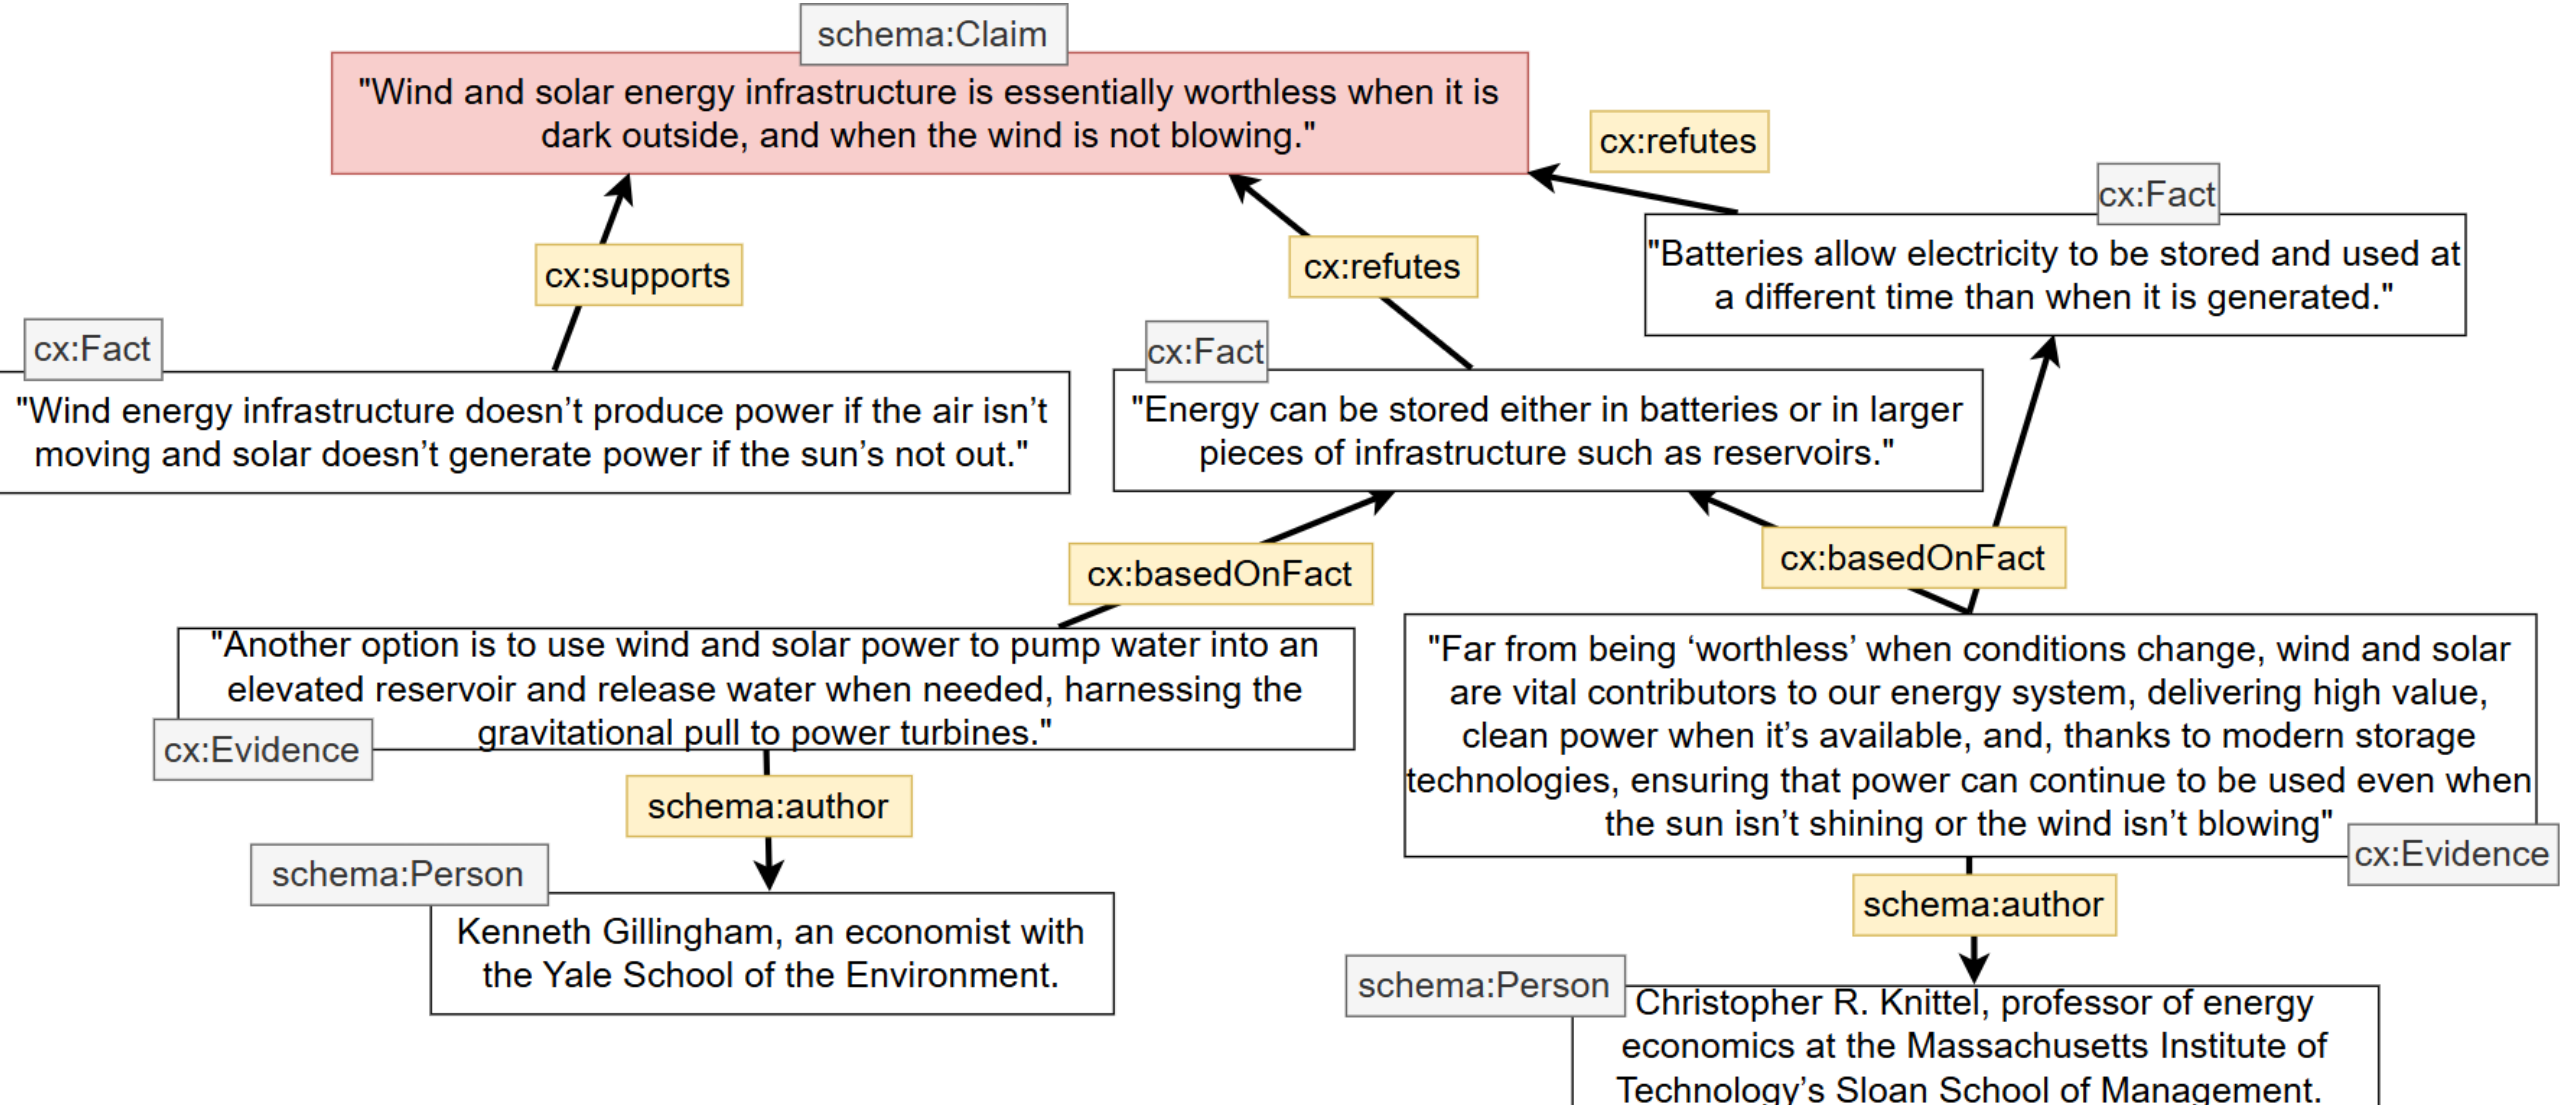 schema:Claim
"Wind and solar energy infrastructure is essentially worthless when it is
dark outside, and when the wind is not blowing."
cx:refutes
cx:Fact
"Batteries allow electricity to be stored and used at
a different time than when it is generated."
cx:supports
cx:refutes
cx:Fact
"Wind energy infrastructure doesn’t produce power if the air isn’t
moving and solar doesn’t generate power if the sun’s not out."
cx:Fact
"Energy can be stored either in batteries or in larger
pieces of infrastructure such as reservoirs."
cx:basedOnFact
cx:basedOnFact
"Another option is to use wind and solar power to pump water into an
elevated reservoir and release water when needed, harnessing the
gravitational pull to power turbines."
cx:Evidence
"Far from being ‘worthless’ when conditions change, wind and solar
are vital contributors to our energy system, delivering high value,
clean power when it’s available, and, thanks to modern storage
technologies, ensuring that power can continue to be used even when
the sun isn’t shining or the wind isn’t blowing"
cx:Evidence
schema:author
schema:Person
Kenneth Gillingham, an economist with
the Yale School of the Environment.
schema:author
schema:Person
Christopher R. Knittel, professor of energy
economics at the Massachusetts Institute of
Technology’s Sloan School of Management.